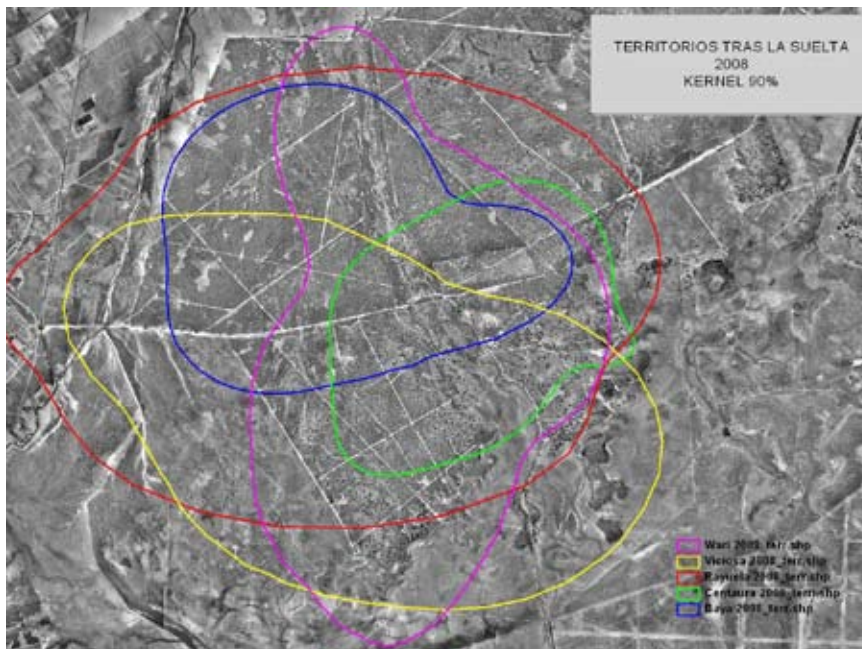 TERRITORIOS TRAS LA SUELTA
2008
KERNEL 90%
Wari 2008_terr.shp
Viciosa 2008_terr.shp
Rayuela 2008_terr.shp
Centaura 2008_terr.shp
Baya 2008_terr.shp